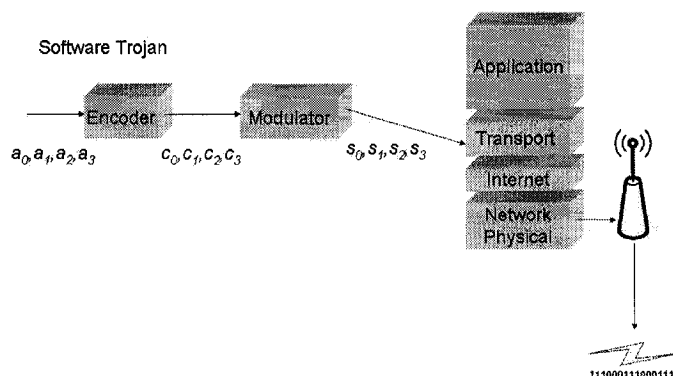 Software Trojan
Application
Encoder
Modulator
Transport
a₀,a₁,a₂,a₃
c₀,c₁,c₂,c₃
s₀,s₁,s₂,s₃
Internet
Network
Physical
111000111000111